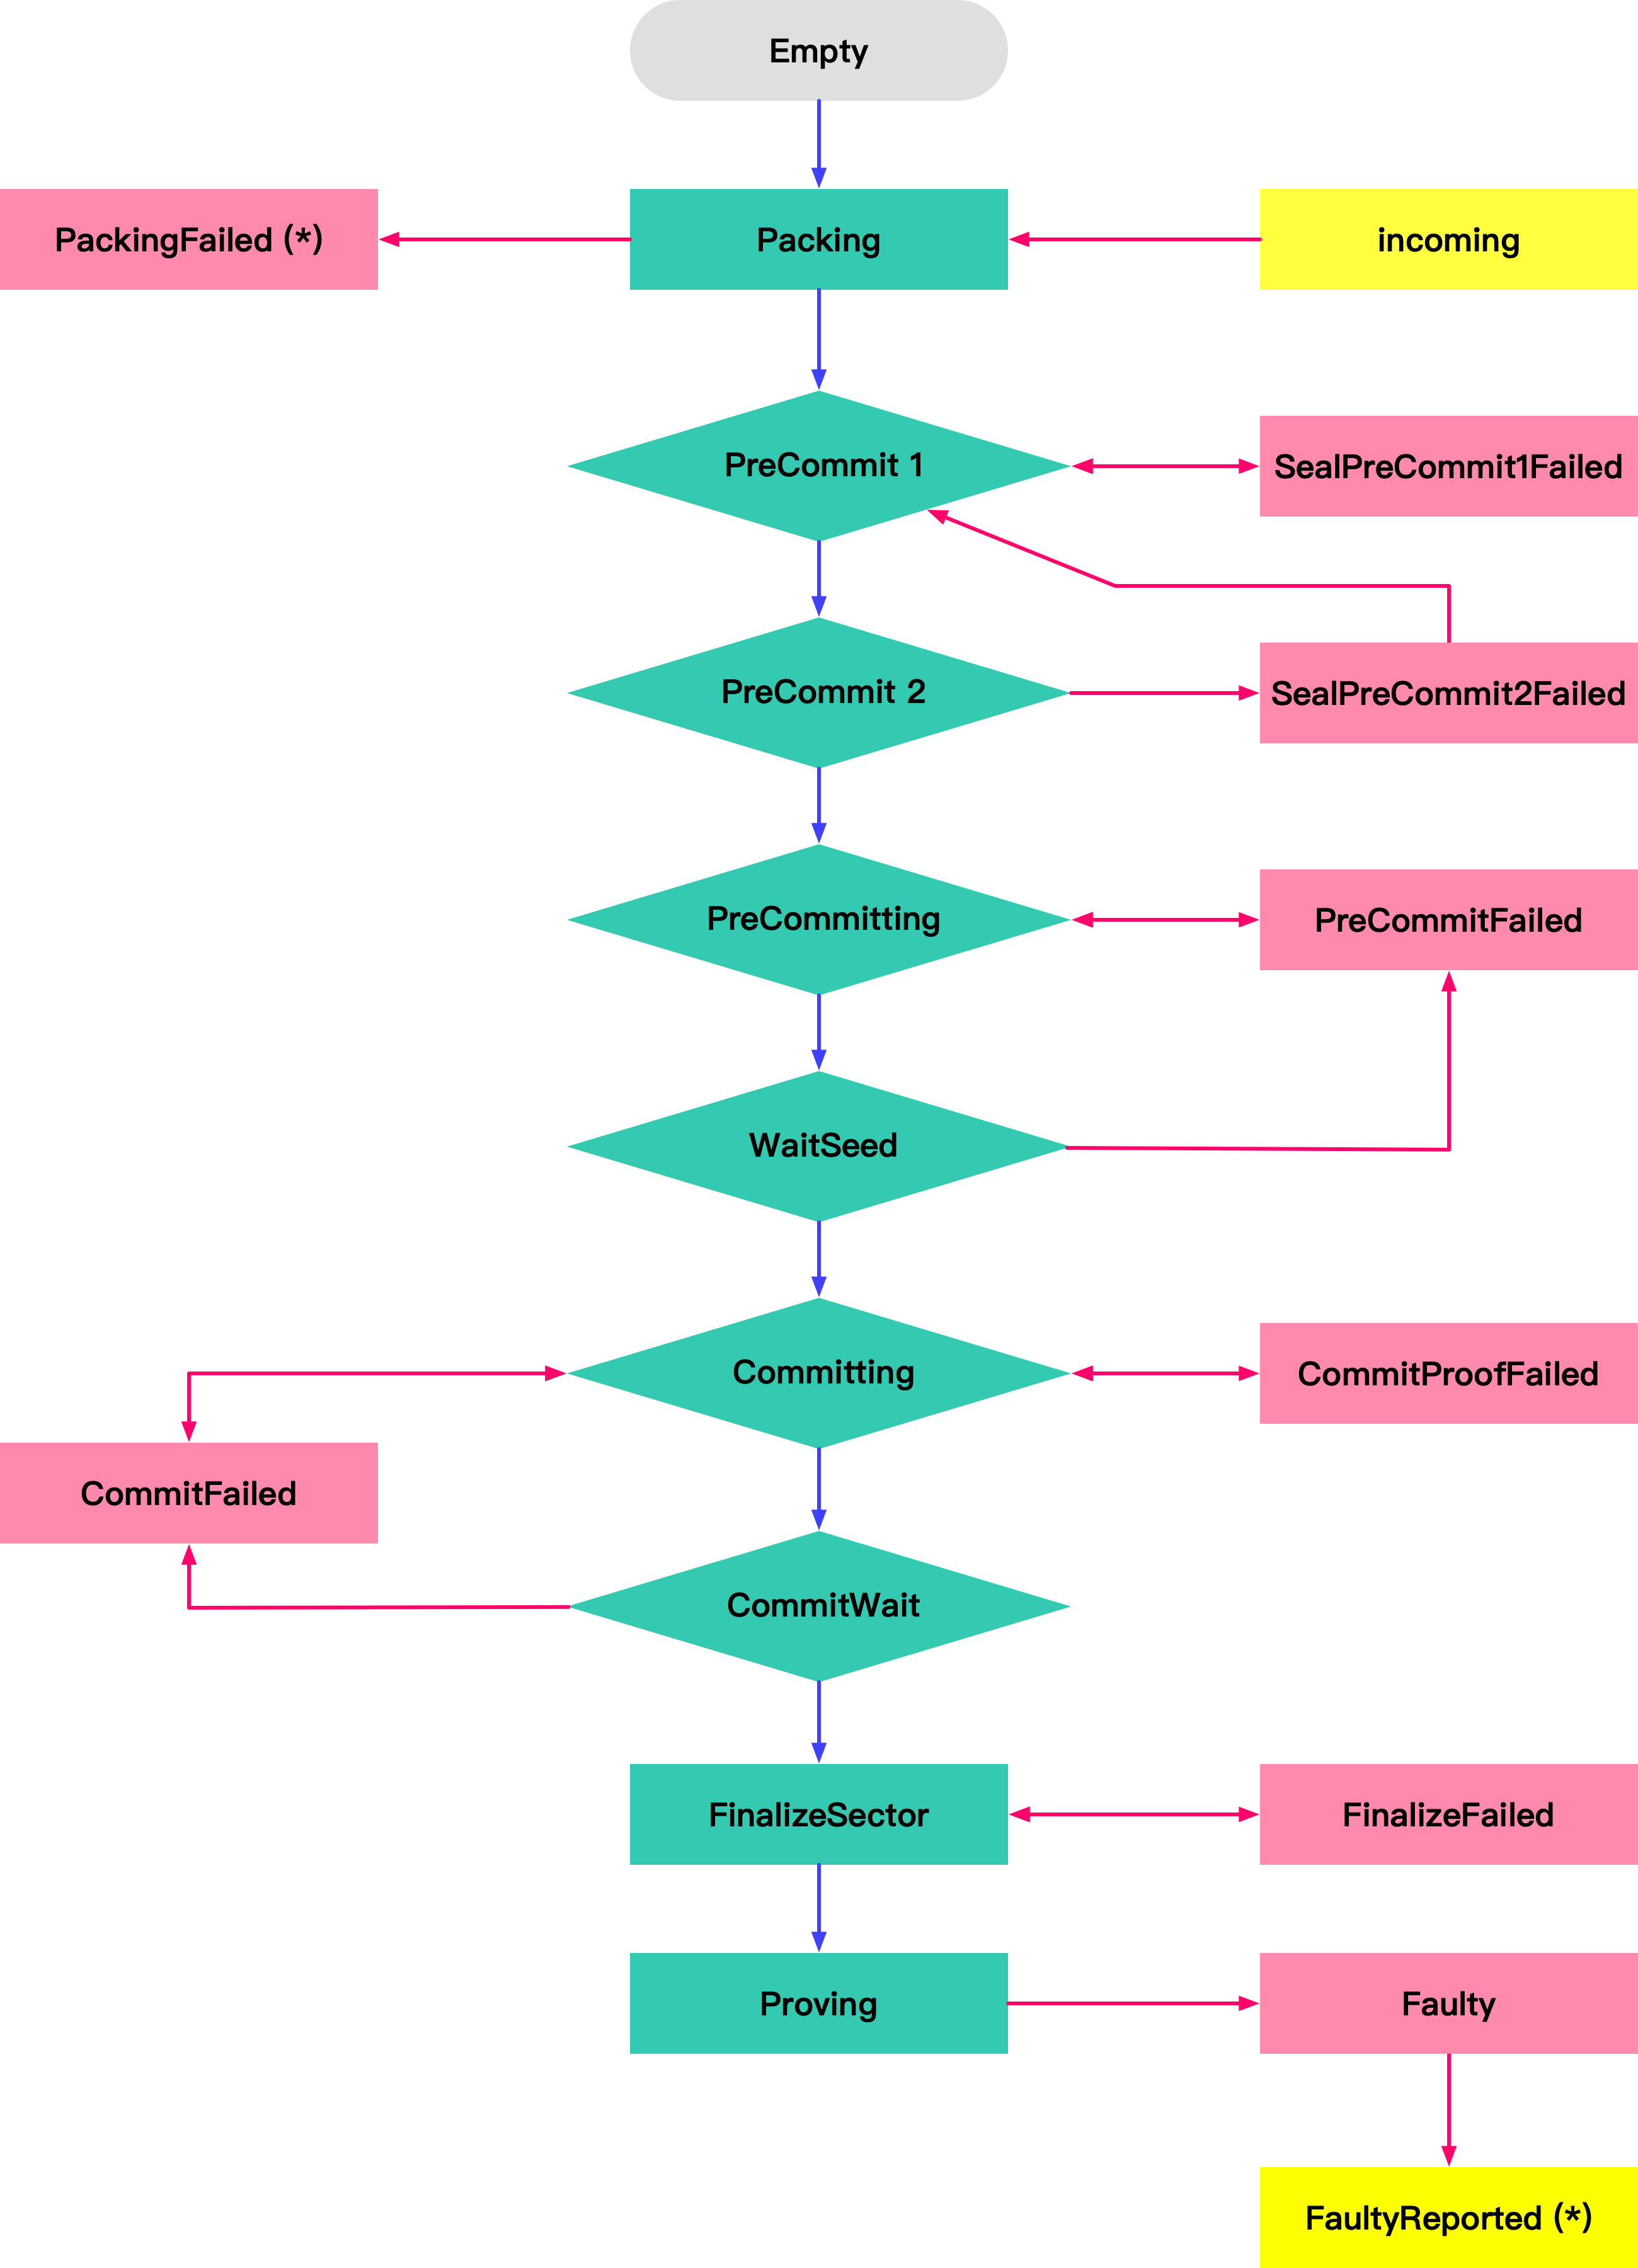 Empty
PackingFailed (*)
Packing
incoming
PreCommit 1
SealPreCommit1Failed
PreCommit 2
SealPreCommit2Failed
PreCommitting
PreCommitFailed
WaitSeed
Committing
CommitProofFailed
CommitFailed
CommitWait
FinalizeSector
FinalizeFailed
Proving
Faulty
FaultyReported (*)